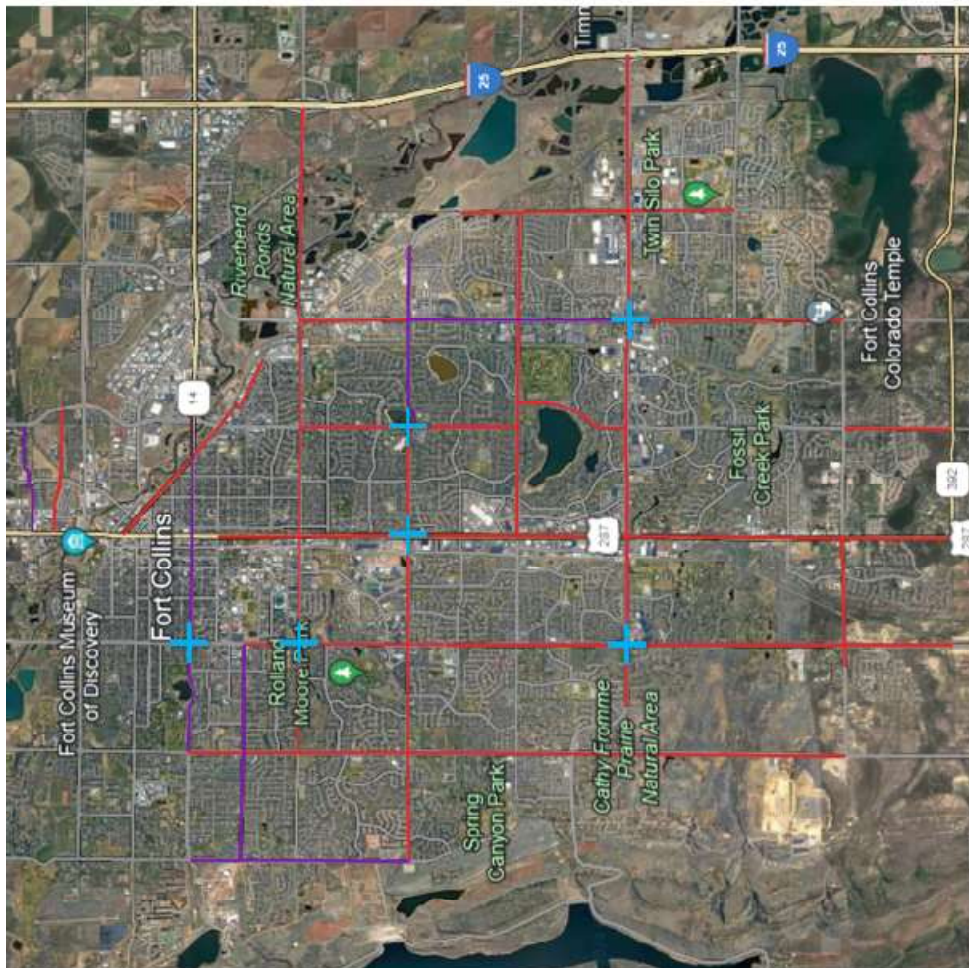 Fort Collins Museum
of Discovery
Fort Collins
14
Riverbend
Ponds
Natural Area
25
Rolland
Moore Park
Spring
Canyon Park
287
Cathy Fromme
Prairie
Natural Area
Twin Silo Park
25
Fossil
Creek Park
Fort Collins
Colorado Temple
392
287